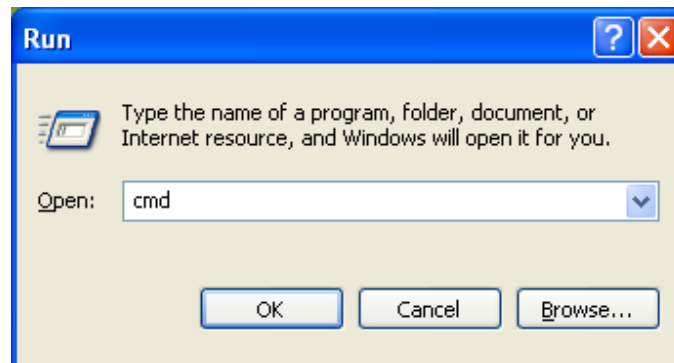 Run
Type the name of a program, folder, document, or
Internet resource, and Windows will open it for you.
Open: cmd
OK Cancel Browse...